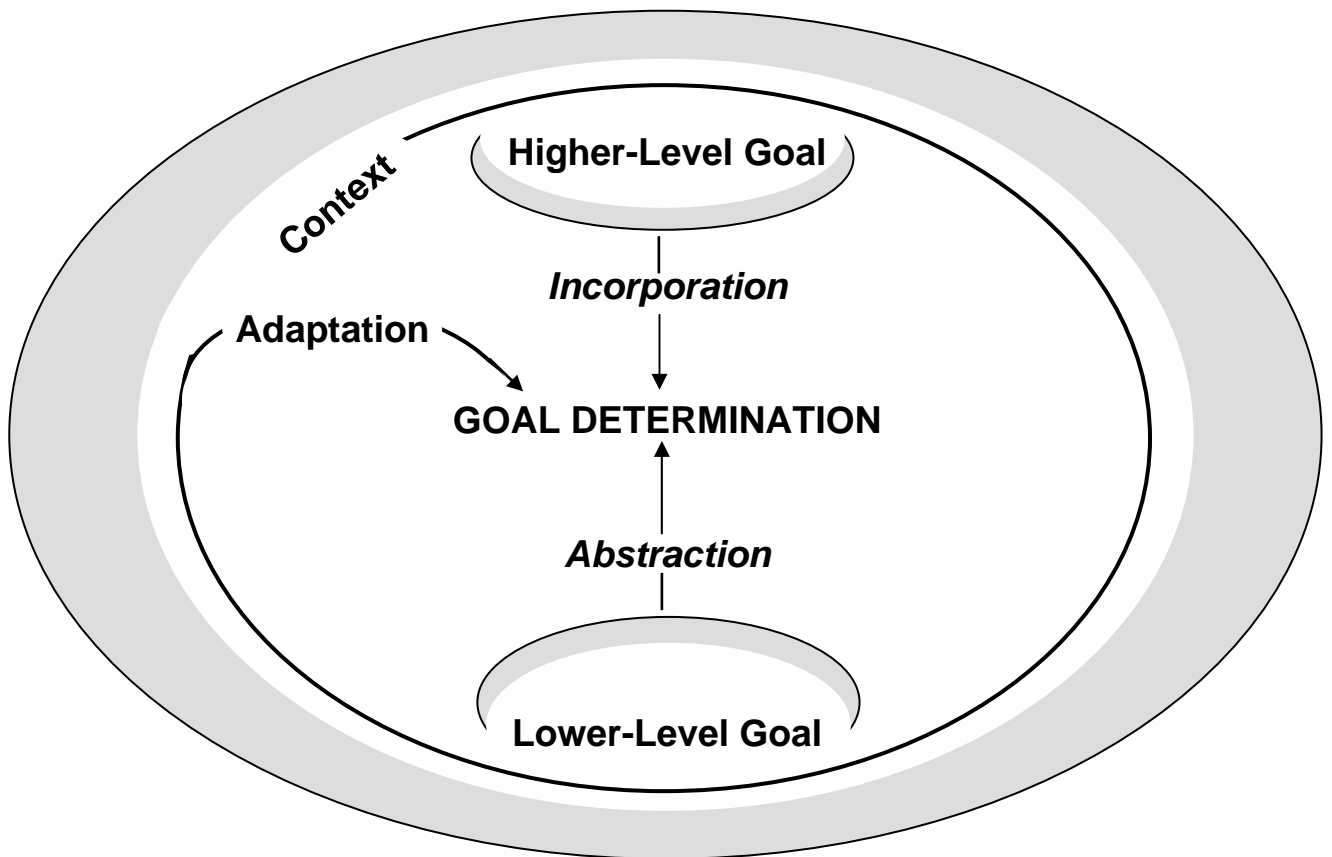 Higher-Level Goal
Context
Incorporation
Adaptation
GOAL DETERMINATION
Abstraction
Lower-Level Goal